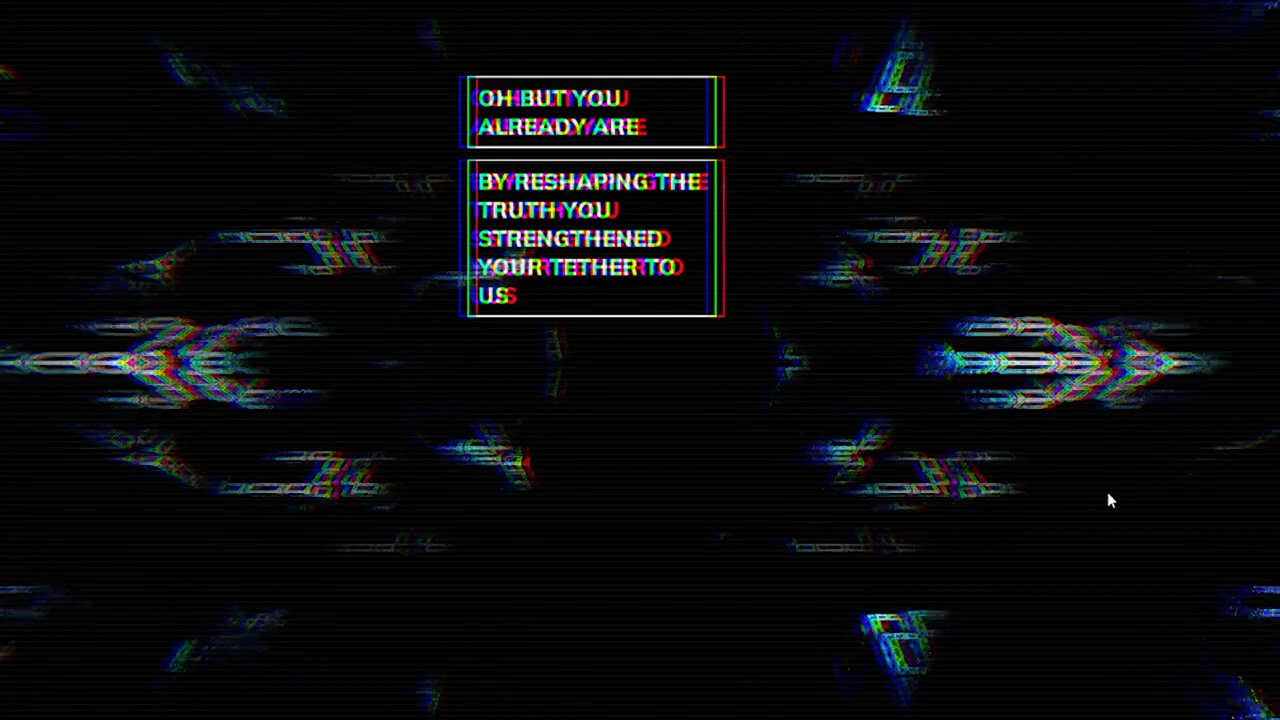 OH BUT YOU
ALREADY ARE
BY RESHAPING THE
TRUTH YOU
STRENGTHENED
YOUR TETHER TO
US